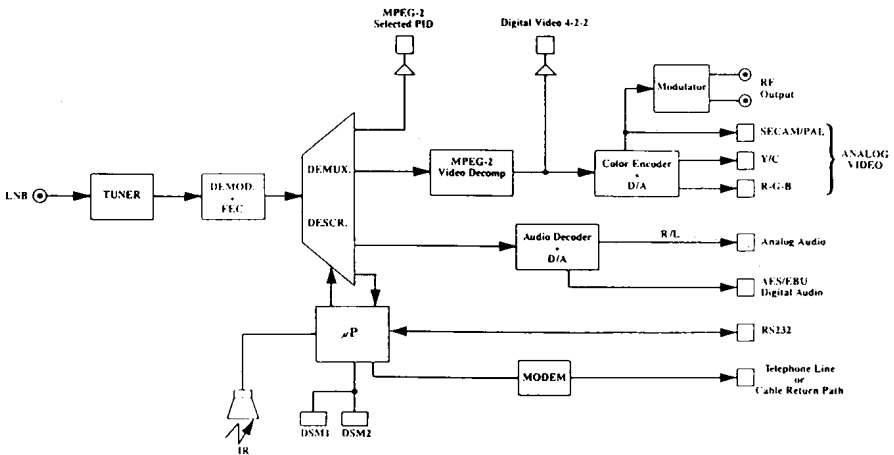 MPEG-2
Selected PID
Digital Video 4-2-2
Modulator
RF
Output
SECAM/PAL
Y/C
R-G-B
ANALOG
VIDEO
LNB
TUNER
DEMOD.
+
FEC
DEMUX.
DESCR.
MPEG-2
Video Decomp
Color Encoder
+
D/A
Audio Decoder
+
D/A
R/L
Analog Audio
AES/EBU
Digital Audio
μP
RS232
MODEM
Telephone Line
or
Cable Return Path
DSM1
DSM2
IR